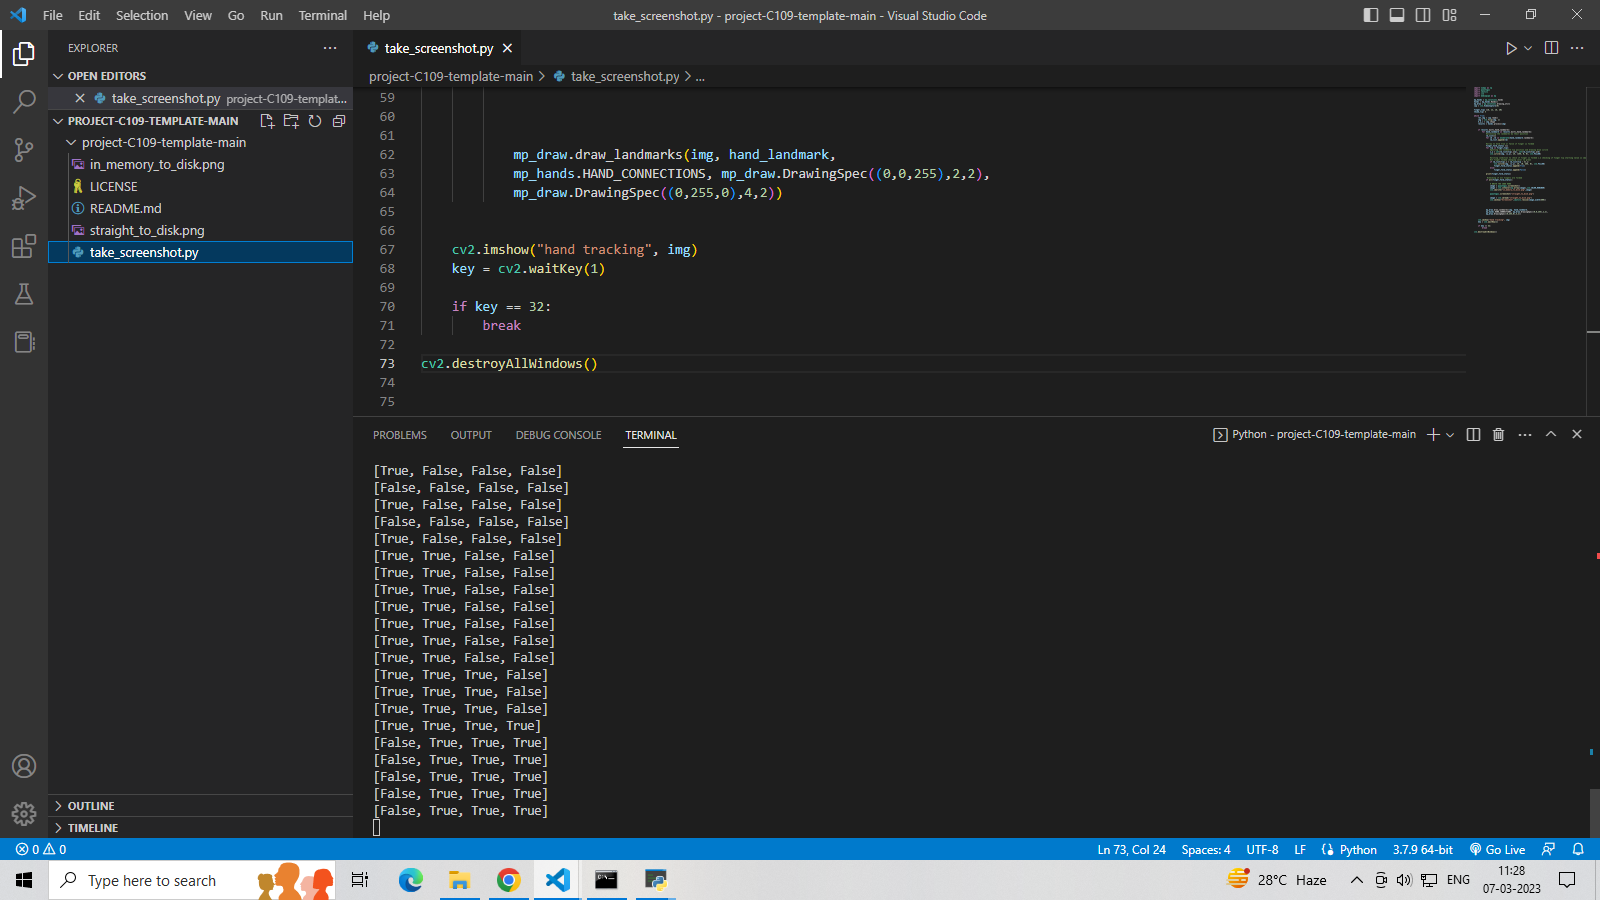 File Edit Selection View Go Run Terminal Help
take_screenshot.py - project-C109-template-main - Visual Studio Code
EXPLORER
OPEN EDITORS
take_screenshot.py project-C109-templat...
PROJECT-C109-TEMPLATE-MAIN
project-C109-template-main
in_memory_to_disk.png
LICENSE
README.md
straight_to_disk.png
take_screenshot.py
OUTLINE
TIMELINE
take_screenshot.py
project-C109-template-main > take_screenshot.py > ...
59
60
61
62 mp_draw.draw_landmarks(img, hand_landmark,
63 mp_hands.HAND_CONNECTIONS, mp_draw.DrawingSpec((0,0,255),2,2),
64 mp_draw.DrawingSpec((0,255,0),4,2))
65
66
67 cv2.imshow("hand tracking", img)
68 key = cv2.waitKey(1)
69
70 if key == 32:
71 break
72
73 cv2.destroyAllWindows()
74
75
PROBLEMS OUTPUT DEBUG CONSOLE TERMINAL
Python - project-C109-template-main
[True, False, False, False]
[False, False, False, False]
[True, False, False, False]
[False, False, False, False]
[True, False, False, False]
[True, True, False, False]
[True, True, False, False]
[True, True, False, False]
[True, True, False, False]
[True, True, False, False]
[True, True, False, False]
[True, True, False, False]
[True, True, True, False]
[True, True, True, False]
[True, True, True, False]
[True, True, True, True]
[False, True, True, True]
[False, True, True, True]
[False, True, True, True]
[False, True, True, True]
[False, True, True, True]
0 0
Ln 73, Col 24 Spaces: 4 UTF-8 LF Python 3.7.9 64-bit Go Live
Type here to search
28°C Haze
ENG
11:28
07-03-2023